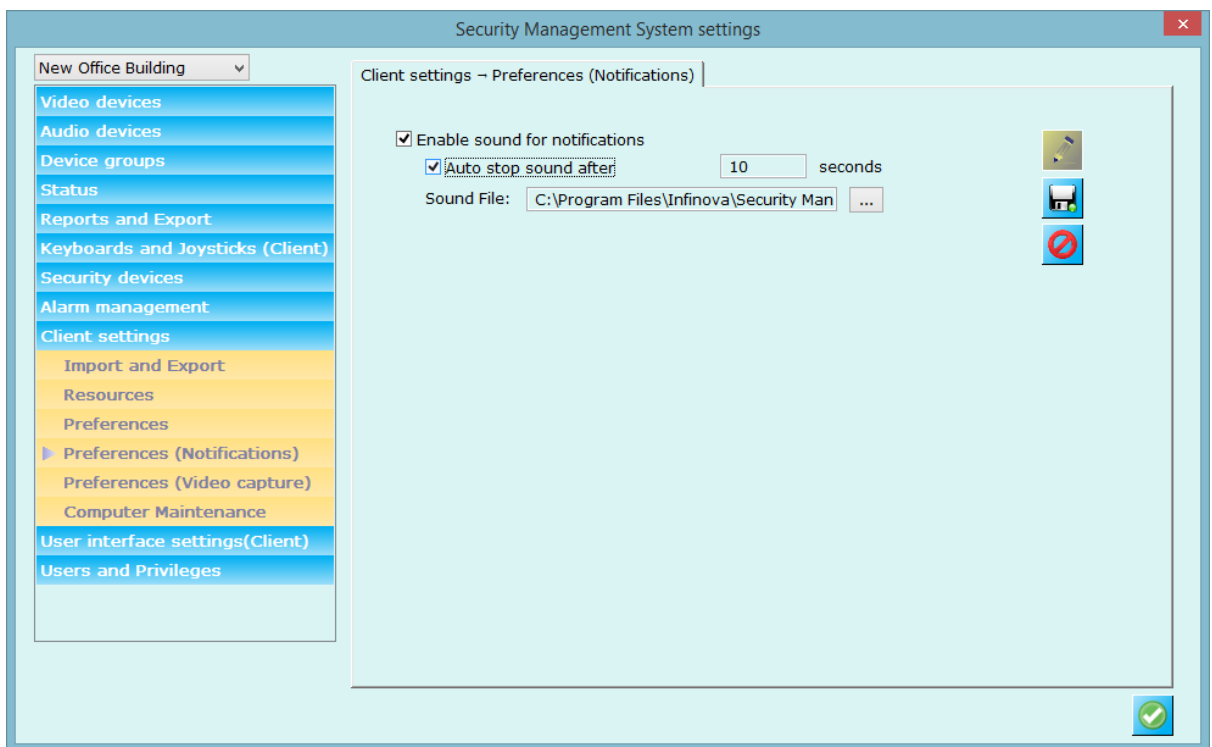 Security Management System settings
New Office Building
Video devices
Audio devices
Device groups
Status
Reports and Export
Keyboards and Joysticks (Client)
Security devices
Alarm management
Client settings
Import and Export
Resources
Preferences
Preferences (Notifications)
Preferences (Video capture)
Computer Maintenance
User interface settings(Client)
Users and Privileges
Client settings → Preferences (Notifications)
Enable sound for notifications
Auto stop sound after 10 seconds
Sound File: C:\Program Files\Infinova\Security Man ...